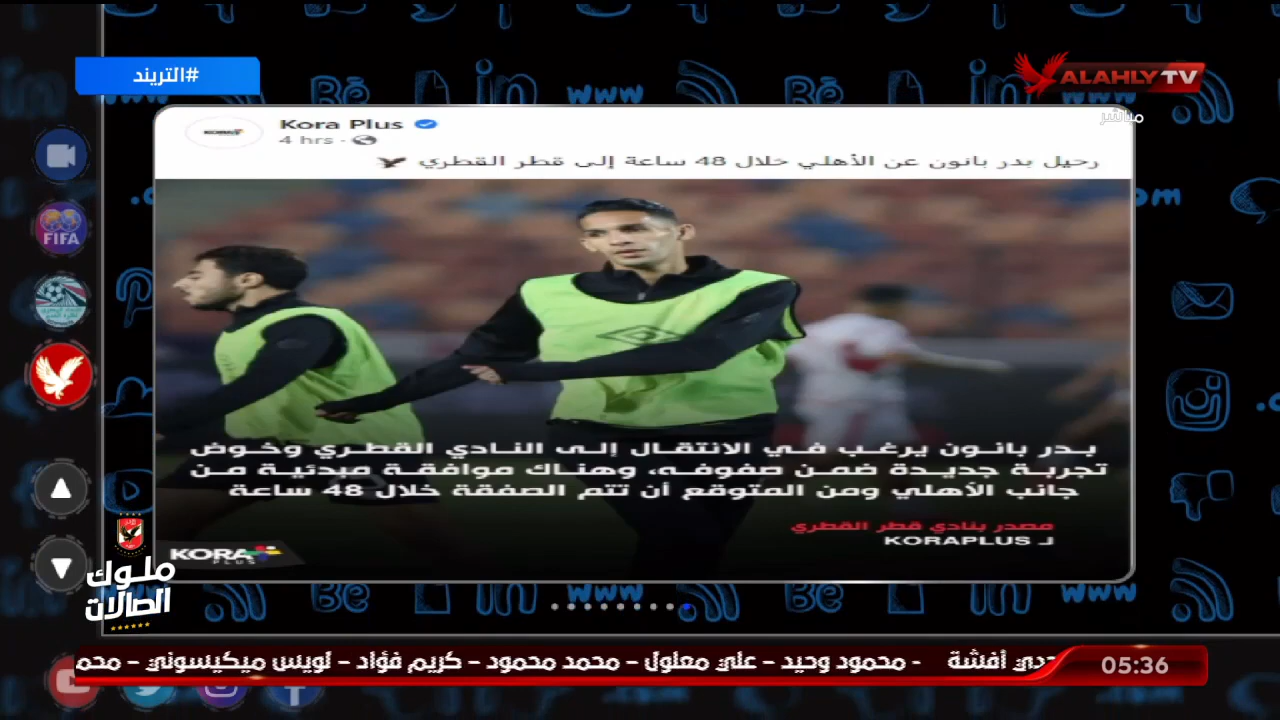 #التريند
ALAHLY TV
مباشر
Kora Plus
4 hrs ·
رحيل بدر بانون عن الأهلي خلال 48 ساعة إلى قطر القطري
FIFA
بدر بانون يرغب في الانتقال إلى النادي القطري وخوض
تجربة جديدة ضمن صفوفه، وهناك موافقة مبدئية من
جانب الأهلي ومن المتوقع أن تتم الصفقة خلال 48 ساعة
مصدر بنادي قطر القطري
لـ KORAPLUS
KORA
PLUS
ملوك
الصالات
دي أفشة - محمود وحيد – علي معلول – محمد محمود – كريم فؤاد – لويس ميكيسوني – محم
05:36